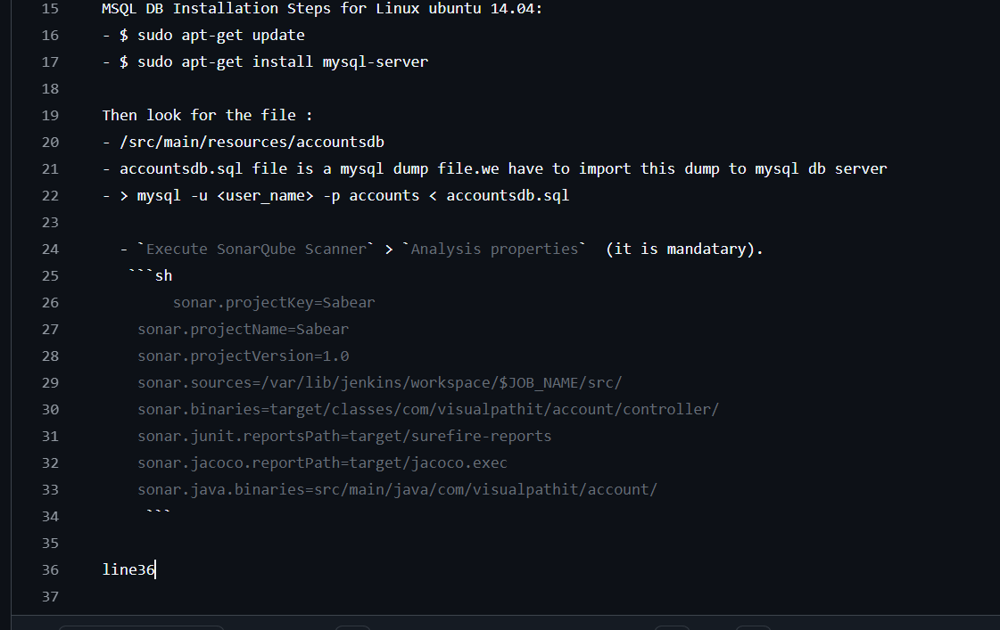 15 MSQL DB Installation Steps for Linux ubuntu 14.04:
16 - $ sudo apt-get update
17 - $ sudo apt-get install mysql-server
18
19 Then look for the file :
20 - /src/main/resources/accountsdb
21 - accountsdb.sql file is a mysql dump file.we have to import this dump to mysql db server
22 - > mysql -u <user_name> -p accounts < accountsdb.sql
23
24 - `Execute SonarQube Scanner` > `Analysis properties`  (it is mandatary).
25 ```sh
26 sonar.projectKey=Sabear
27 sonar.projectName=Sabear
28 sonar.projectVersion=1.0
29 sonar.sources=/var/lib/jenkins/workspace/$JOB_NAME/src/
30 sonar.binaries=target/classes/com/visualpathit/account/controller/
31 sonar.junit.reportsPath=target/surefire-reports
32 sonar.jacoco.reportPath=target/jacoco.exec
33 sonar.java.binaries=src/main/java/com/visualpathit/account/
34 ```
35
36 line36
37